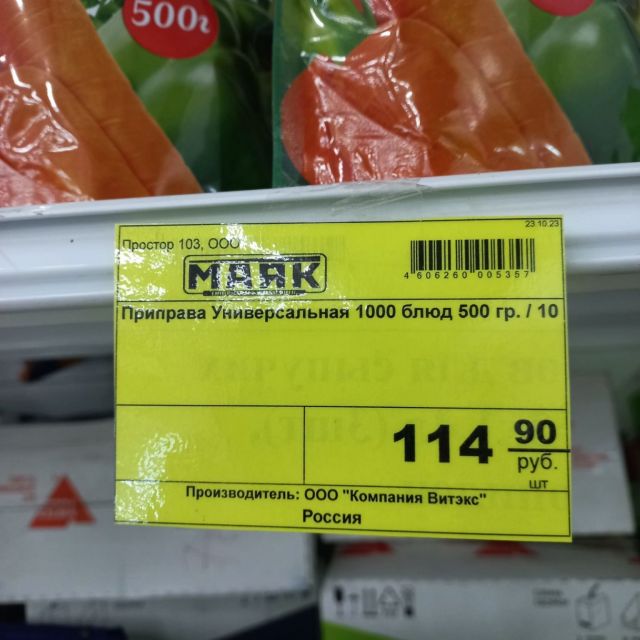 500г
23.10.23
Простор 103, ООО
МАЯК
4 606260 005357
Приправа Универсальная 1000 блюд 500 гр. / 10
114 90
руб.
шт
Производитель: ООО "Компания Витэкс"
Россия